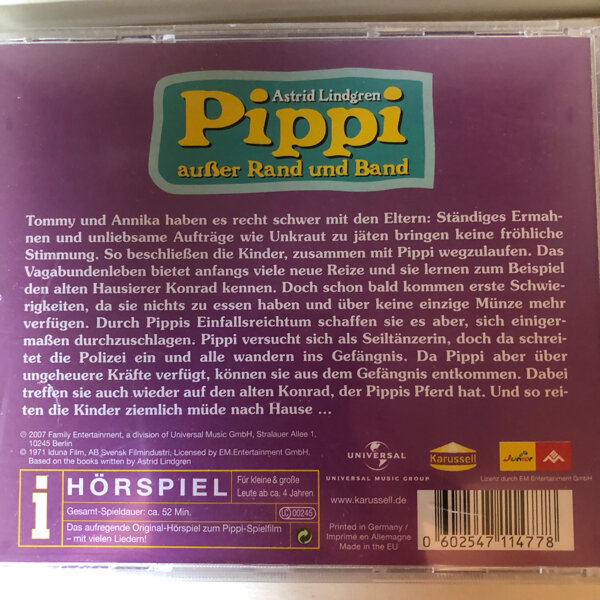 Astrid Lindgren
Pippi
außer Rand und Band
Tommy und Annika haben es recht schwer mit den Eltern: Ständiges Ermah-
nen und unliebsame Aufträge wie Unkraut zu jäten bringen keine fröhliche
Stimmung. So beschließen die Kinder, zusammen mit Pippi wegzulaufen. Das
Vagabundenleben bietet anfangs viele neue Reize und sie lernen zum Beispiel
den alten Hausierer Konrad kennen. Doch schon bald kommen erste Schwie-
rigkeiten, da sie nichts zu essen haben und über keine einzige Münze mehr
verfügen. Durch Pippis Einfallsreichtum schaffen sie es aber, sich einiger-
maßen durchzuschlagen. Pippi versucht sich als Seiltänzerin, doch da schrei-
tet die Polizei ein und alle wandern ins Gefängnis. Da Pippi aber über
ungeheuere Kräfte verfügt, können sie aus dem Gefängnis entkommen. Dabei
treffen sie auch wieder auf den alten Konrad, der Pippis Pferd hat. Und so rei-
ten die Kinder ziemlich müde nach Hause ...
℗ 2007 Family Entertainment, a division of Universal Music GmbH, Stralauer Allee 1,
10245 Berlin
© 1971 Iduna Film, AB Svensk Filmindustri, Licensed by EM.Entertainment GmbH,
Based on the books written by Astrid Lindgren
i HÖRSPIEL
Für kleine & große
Leute ab ca. 4 Jahren.
Gesamt-Spieldauer: ca. 52 Min.
LC 00245
Das aufregende Original-Hörspiel zum Pippi-Spielfilm
– mit vielen Liedern!
UNIVERSAL
UNIVERSAL MUSIC GROUP
Karussell
Junior
Lizenz durch EM Entertainment GmbH
www.karussell.de
Printed in Germany /
Imprimé en Allemagne
Made in the EU
0 602547 114778